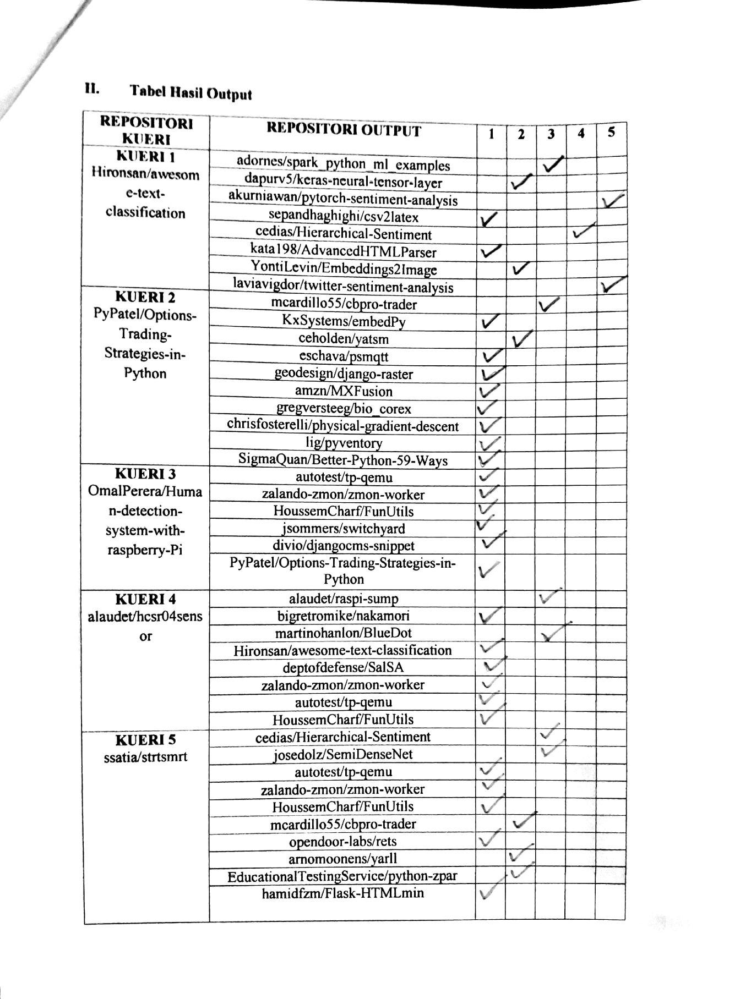 II. Tabel Hasil Output
REPOSITORI KUERI REPOSITORI OUTPUT 1 2 3 4 5
KUERI 1
Hironsan/awesom
e-text-
classification
adornes/spark_python_ml_examples ✓
dapurv5/keras-neural-tensor-layer ✓
akurniawan/pytorch-sentiment-analysis ✓
sepandhaghighi/csv2latex ✓
cedias/Hierarchical-Sentiment ✓
kata198/AdvancedHTMLParser ✓
YontiLevin/Embeddings2Image ✓
laviavigdor/twitter-sentiment-analysis ✓
KUERI 2
PyPatel/Options-
Trading-
Strategies-in-
Python
mcardillo55/cbpro-trader ✓
KxSystems/embedPy ✓
ceholden/yatsm ✓
eschava/psmqtt ✓
geodesign/django-raster ✓
amzn/MXFusion ✓
gregversteeg/bio_corex ✓
chrisfosterelli/physical-gradient-descent ✓
lig/pyventory ✓
SigmaQuan/Better-Python-59-Ways ✓
KUERI 3
OmalPerera/Huma
n-detection-
system-with-
raspberry-Pi
autotest/tp-qemu ✓
zalando-zmon/zmon-worker ✓
HoussemCharf/FunUtils ✓
jsommers/switchyard ✓
divio/djangocms-snippet ✓
PyPatel/Options-Trading-Strategies-in-
Python ✓
KUERI 4
alaudet/hcsr04sens
or
alaudet/raspi-sump ✓
bigretromike/nakamori ✓
martinohanlon/BlueDot ✓
Hironsan/awesome-text-classification ✓
deptofdefense/SalSA ✓
zalando-zmon/zmon-worker ✓
autotest/tp-qemu ✓
HoussemCharf/FunUtils ✓
KUERI 5
ssatia/strtsmrt
cedias/Hierarchical-Sentiment ✓
josedolz/SemiDenseNet ✓
autotest/tp-qemu ✓
zalando-zmon/zmon-worker ✓
HoussemCharf/FunUtils ✓
mcardillo55/cbpro-trader ✓
opendoor-labs/rets ✓
arnomoonens/yarll ✓
EducationalTestingService/python-zpar ✓
hamidfzm/Flask-HTMLmin ✓